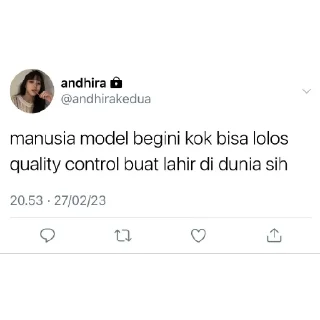 andhira
@andhirakedua
manusia model begini kok bisa lolos
quality control buat lahir di dunia sih
20.53 · 27/02/23